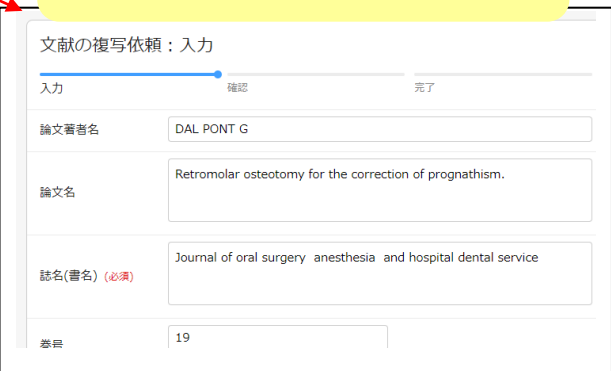 文献の複写依頼：入力
入力
確認
完了
論文著者名
DAL PONT G
論文名
Retromolar osteotomy for the correction of prognathism.
誌名(書名) (必須)
Journal of oral surgery  anesthesia  and hospital dental service
巻号
19